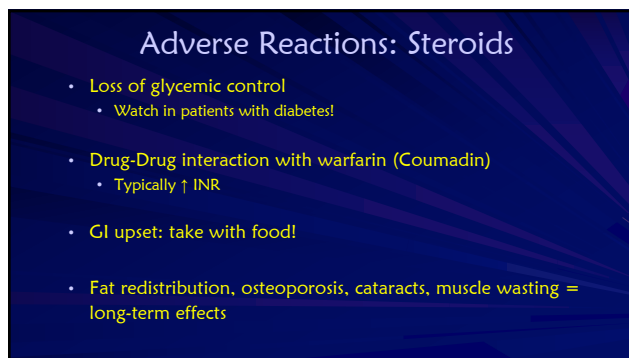 Adverse Reactions: Steroids
• Loss of glycemic control
• Watch in patients with diabetes!
• Drug-Drug interaction with warfarin (Coumadin)
• Typically ↑ INR
• GI upset: take with food!
• Fat redistribution, osteoporosis, cataracts, muscle wasting =
long-term effects